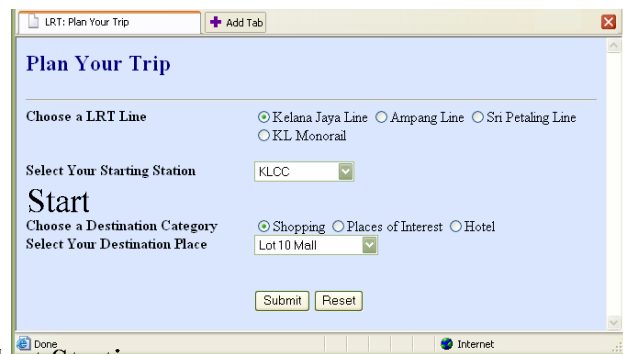 LRT: Plan Your Trip Add Tab
Plan Your Trip
Choose a LRT Line Kelana Jaya Line Ampang Line Sri Petaling Line
KL Monorail
Select Your Starting Station KLCC
Start
Choose a Destination Category Shopping Places of Interest Hotel
Select Your Destination Place Lot 10 Mall
Submit Reset
Done Internet